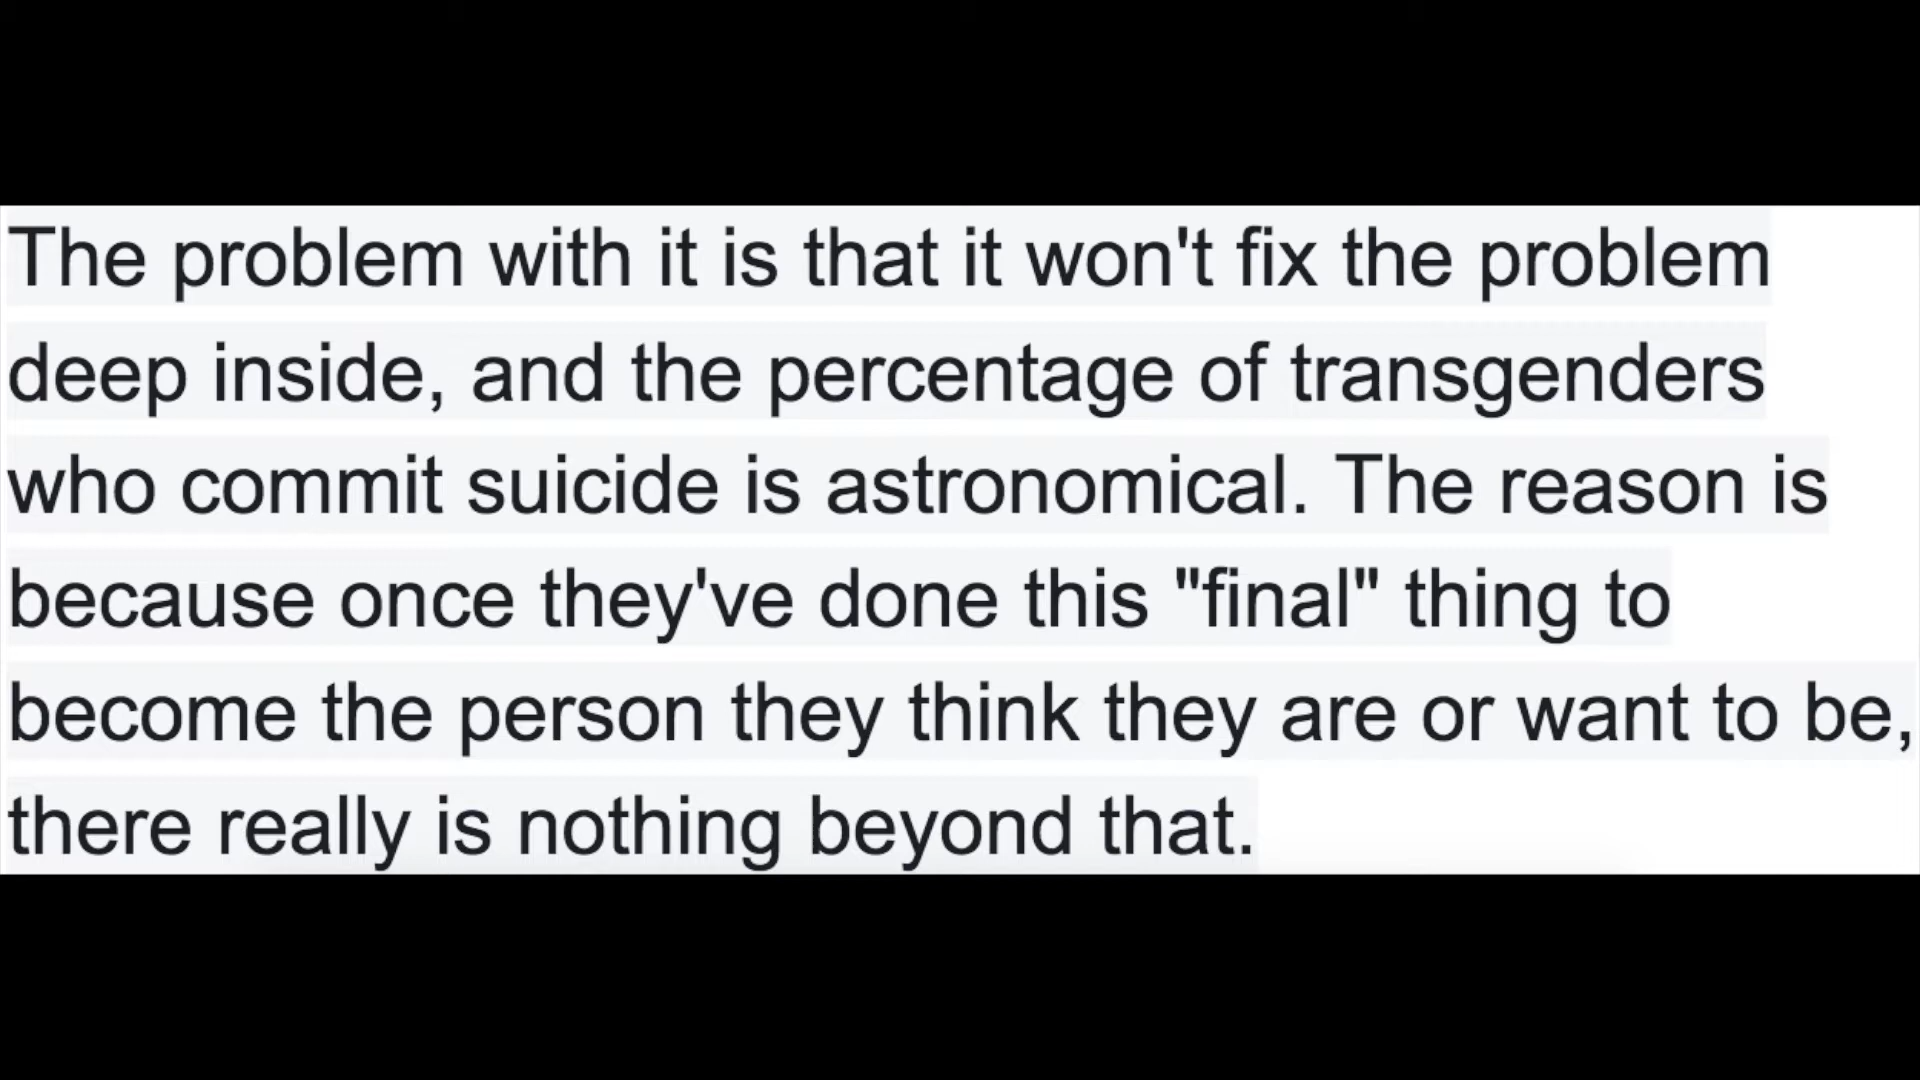 The problem with it is that it won't fix the problem
deep inside, and the percentage of transgenders
who commit suicide is astronomical. The reason is
because once they've done this "final" thing to
become the person they think they are or want to be,
there really is nothing beyond that.